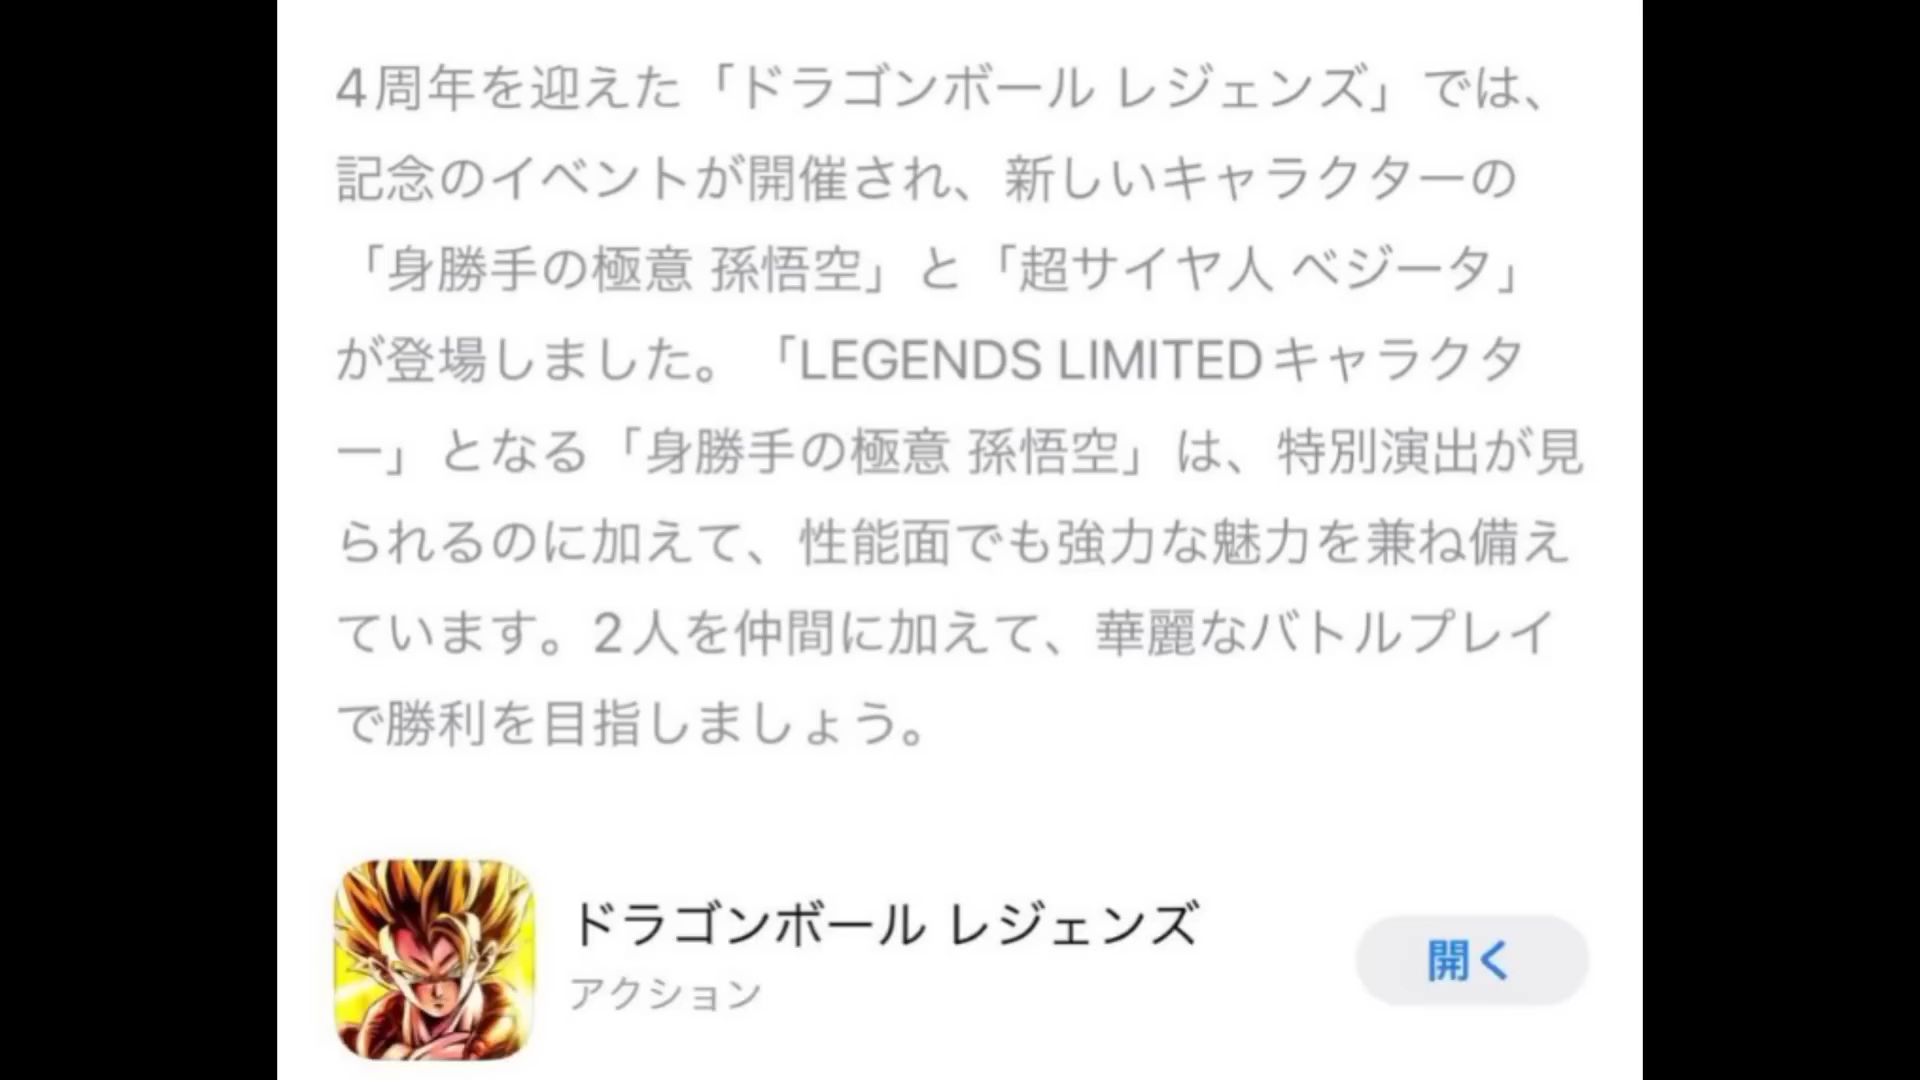 4周年を迎えた「ドラゴンボール レジェンズ」では、
記念のイベントが開催され、新しいキャラクターの
「身勝手の極意 孫悟空」と「超サイヤ人 ベジータ」
が登場しました。「LEGENDS LIMITEDキャラクタ
ー」となる「身勝手の極意 孫悟空」は、特別演出が見
られるのに加えて、性能面でも強力な魅力を兼ね備え
ています。2人を仲間に加えて、華麗なバトルプレイ
で勝利を目指しましょう。
ドラゴンボール レジェンズ
アクション
開く